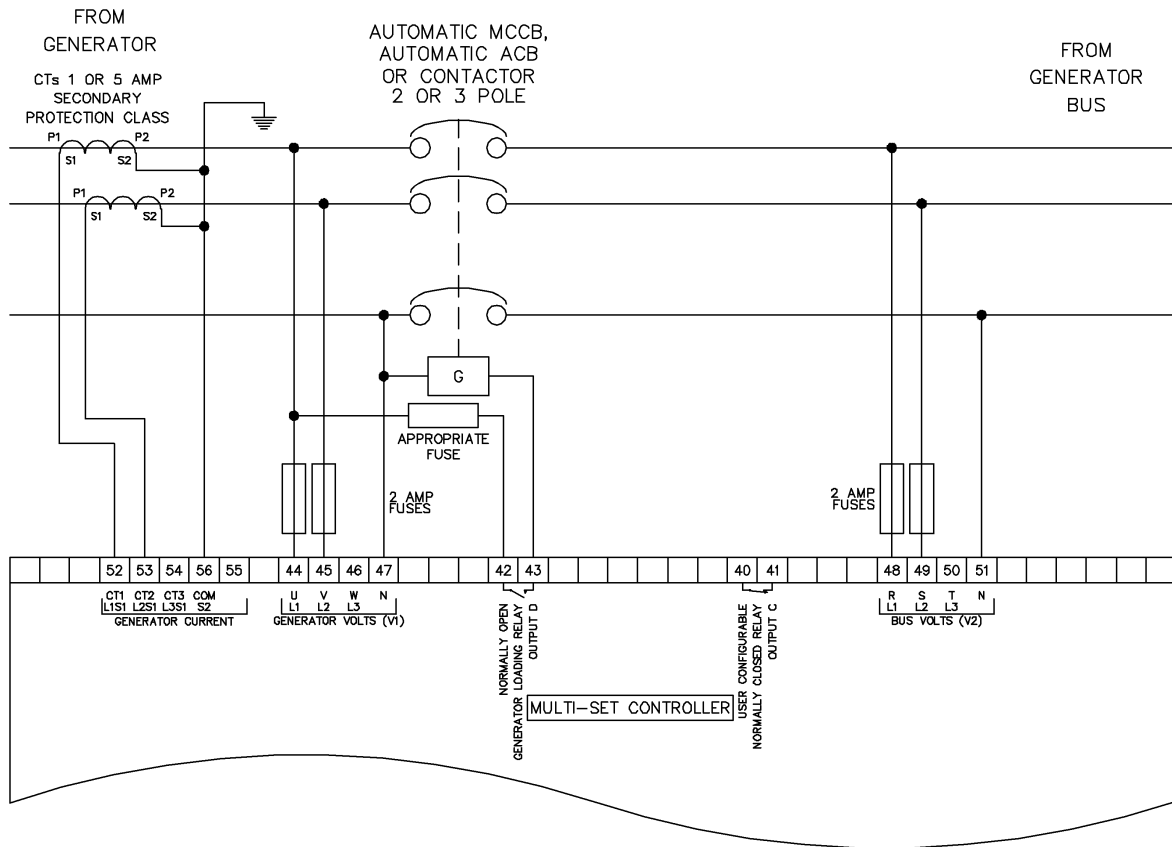 FROM
GENERATOR
CTs 1 OR 5 AMP
SECONDARY
PROTECTION CLASS
AUTOMATIC MCCB,
AUTOMATIC ACB
OR CONTACTOR
2 OR 3 POLE
FROM
GENERATOR
BUS
P1 P2
S1 S2
P1 P2
S1 S2
G
APPROPRIATE
FUSE
2 AMP
FUSES
2 AMP
FUSES
52 53 54 56 55 44 45 46 47 42 43 40 41 48 49 50 51
CT1 CT2 CT3 COM
L1S1 L2S1 L3S1 S2
GENERATOR CURRENT
U V W N
L1 L2 L3
GENERATOR VOLTS (V1)
NORMALLY OPEN
GENERATOR LOADING RELAY
OUTPUT D
MULTI-SET CONTROLLER
USER CONFIGURABLE
NORMALLY CLOSED RELAY
OUTPUT C
R S T N
L1 L2 L3
BUS VOLTS (V2)